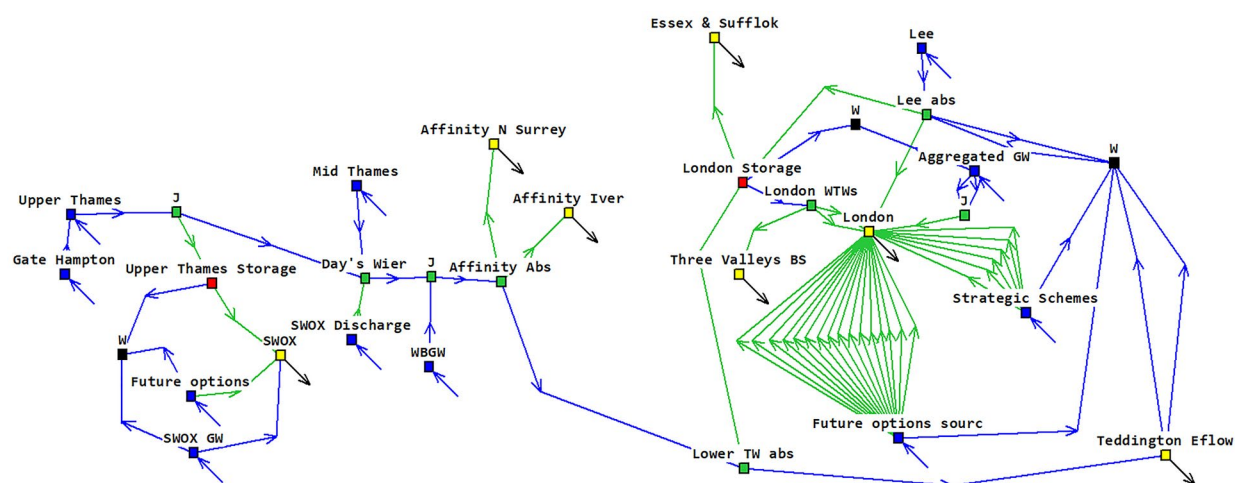 Essex & Sufflok
Lee
Lee abs
W
W
Affinity N Surrey
Aggregated GW
London Storage
Mid Thames
London WTWs
Affinity Iver
J
Upper Thames
J
London
Gate Hampton
Three Valleys BS
Upper Thames Storage
Day's Wier
J
Affinity Abs
Strategic Schemes
SWOX Discharge
W
SWOX
WBGW
Future options
Future options sourc
SWOX GW
Teddington Eflow
Lower TW abs